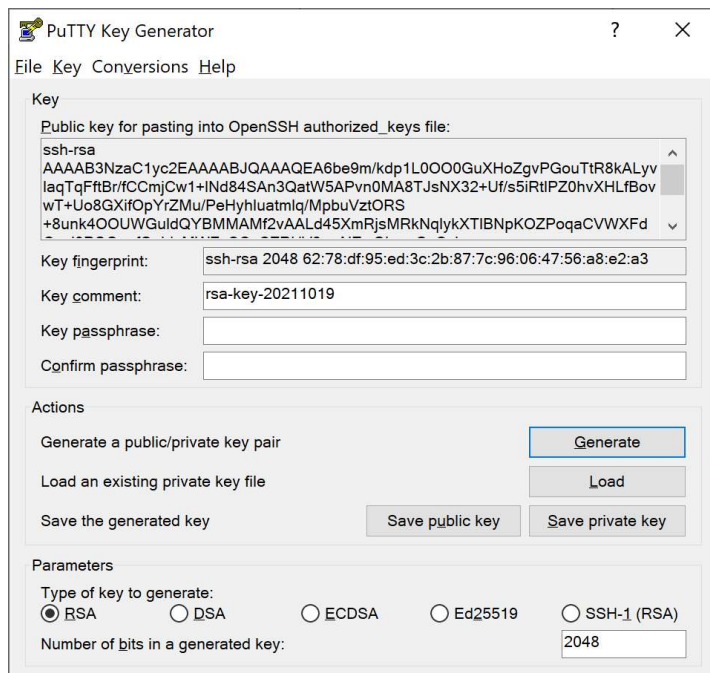 PuTTY Key Generator
?
File Key Conversions Help
Key
Public key for pasting into OpenSSH authorized_keys file:
ssh-rsa
AAAAB3NzaC1yc2EAAAABJQAAAQEA6be9m/kdp1L0OO0GuXHoZgvPGouTtR8kALyv
laqTqFftBr/fCCmjCw1+lNd84SAn3QatW5APvn0MA8TJsNX32+Uf/s5iRtlPZ0hvXHLfBov
wT+Uo8GXifOpYrZMu/PeHyhluatmlq/MpbuVztORS
+8unk4OOUWGuldQYBMMAMf2vAALd45XmRjsMRkNqlykXTlBNpKOZPoqaCVWXFd
Key fingerprint:
ssh-rsa 2048 62:78:df:95:ed:3c:2b:87:7c:96:06:47:56:a8:e2:a3
Key comment:
rsa-key-20211019
Key passphrase:
Confirm passphrase:
Actions
Generate a public/private key pair
Generate
Load an existing private key file
Load
Save the generated key
Save public key
Save private key
Parameters
Type of key to generate:
RSA DSA ECDSA Ed25519 SSH-1 (RSA)
Number of bits in a generated key:
2048